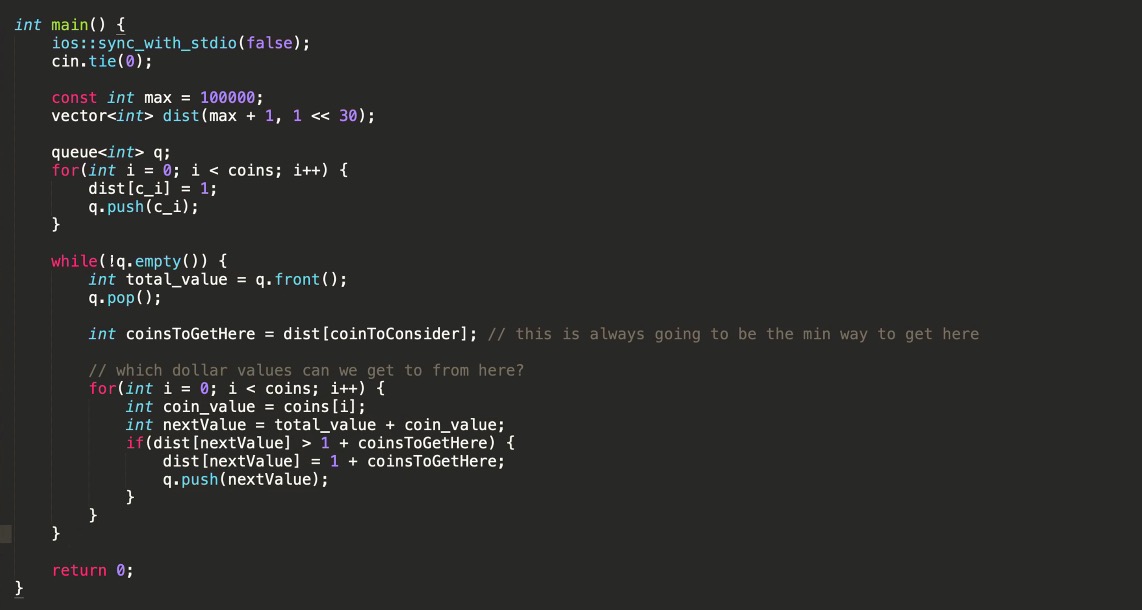 int main() {
    ios::sync_with_stdio(false);
    cin.tie(0);
    const int max = 100000;
    vector<int> dist(max + 1, 1 << 30);
    queue<int> q;
    for(int i = 0; i < coins; i++) {
        dist[c_i] = 1;
        q.push(c_i);
    }
    while(!q.empty()) {
        int total_value = q.front();
        q.pop();
        int coinsToGetHere = dist[coinToConsider]; // this is always going to be the min way to get here
        // which dollar values can we get to from here?
        for(int i = 0; i < coins; i++) {
            int coin_value = coins[i];
            int nextValue = total_value + coin_value;
            if(dist[nextValue] > 1 + coinsToGetHere) {
                dist[nextValue] = 1 + coinsToGetHere;
                q.push(nextValue);
            }
        }
    }
    return 0;
}